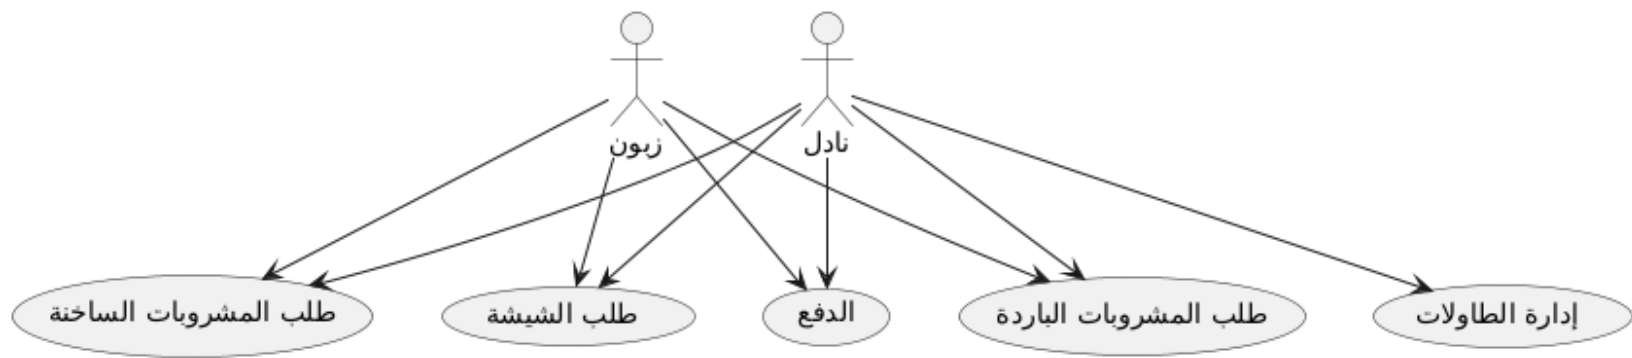 زبون
نادل
طلب المشروبات الساخنة
طلب الشيشة
الدفع
طلب المشروبات الباردة
إدارة الطاولات